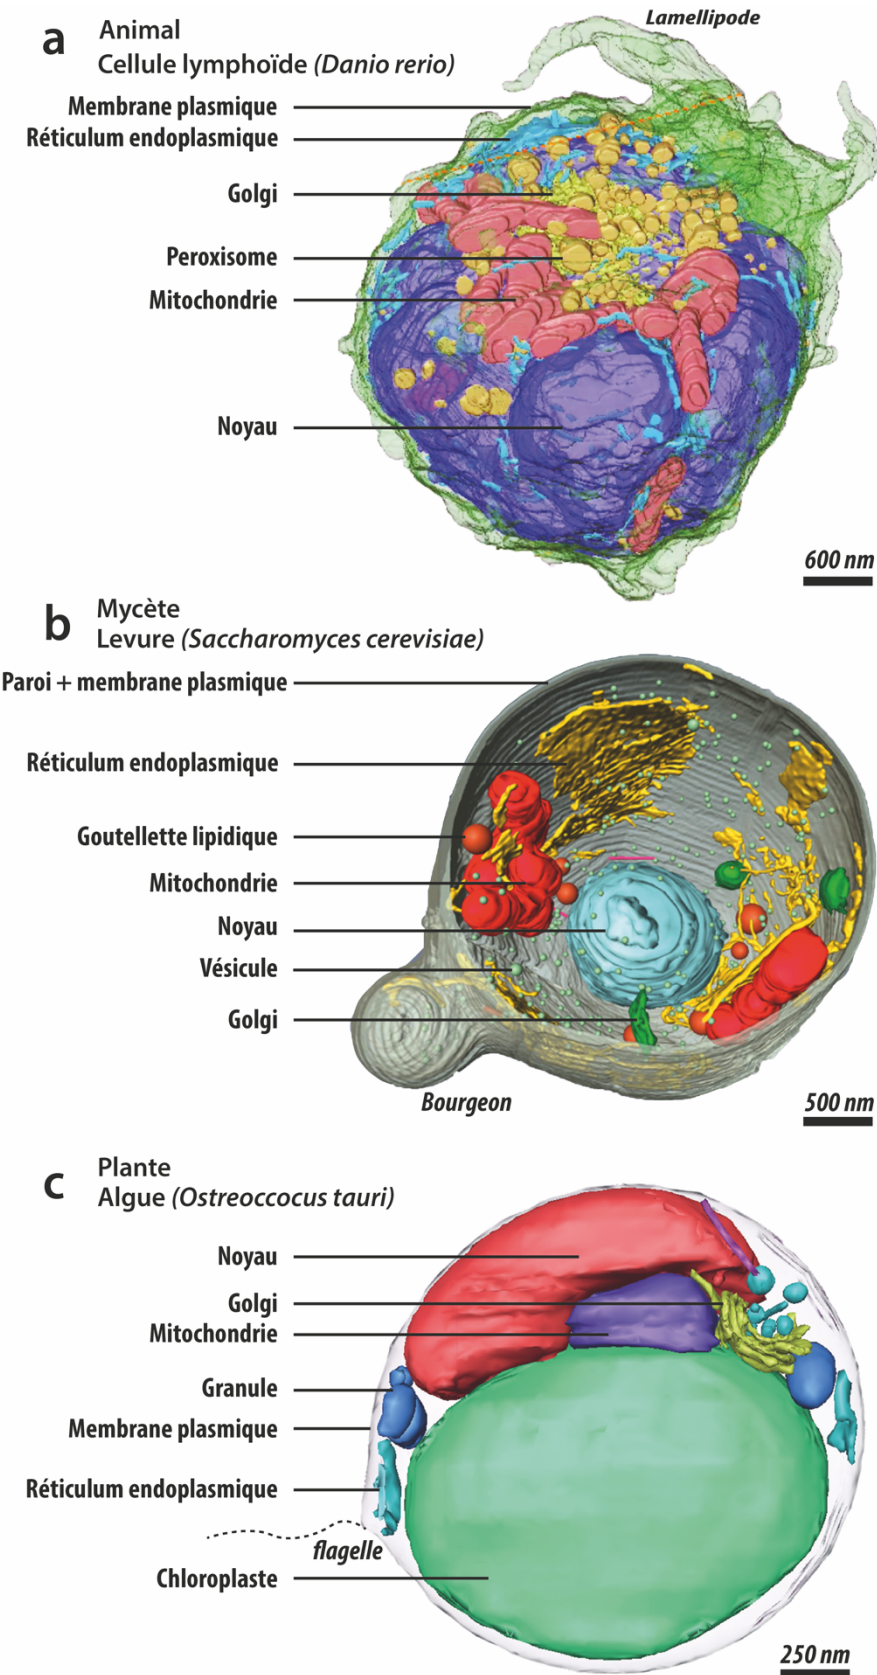 a
Animal
Cellule lymphoïde (Danio rerio)
Lamellipode
Membrane plasmique
Réticulum endoplasmique
Golgi
Peroxisome
Mitochondrie
Noyau
600 nm
b
Mycète
Levure (Saccharomyces cerevisiae)
Paroi + membrane plasmique
Réticulum endoplasmique
Goutellette lipidique
Mitochondrie
Noyau
Vésicule
Golgi
Bourgeon
500 nm
c
Plante
Algue (Ostreoccocus tauri)
Noyau
Golgi
Mitochondrie
Granule
Membrane plasmique
Réticulum endoplasmique
flagelle
Chloroplaste
250 nm